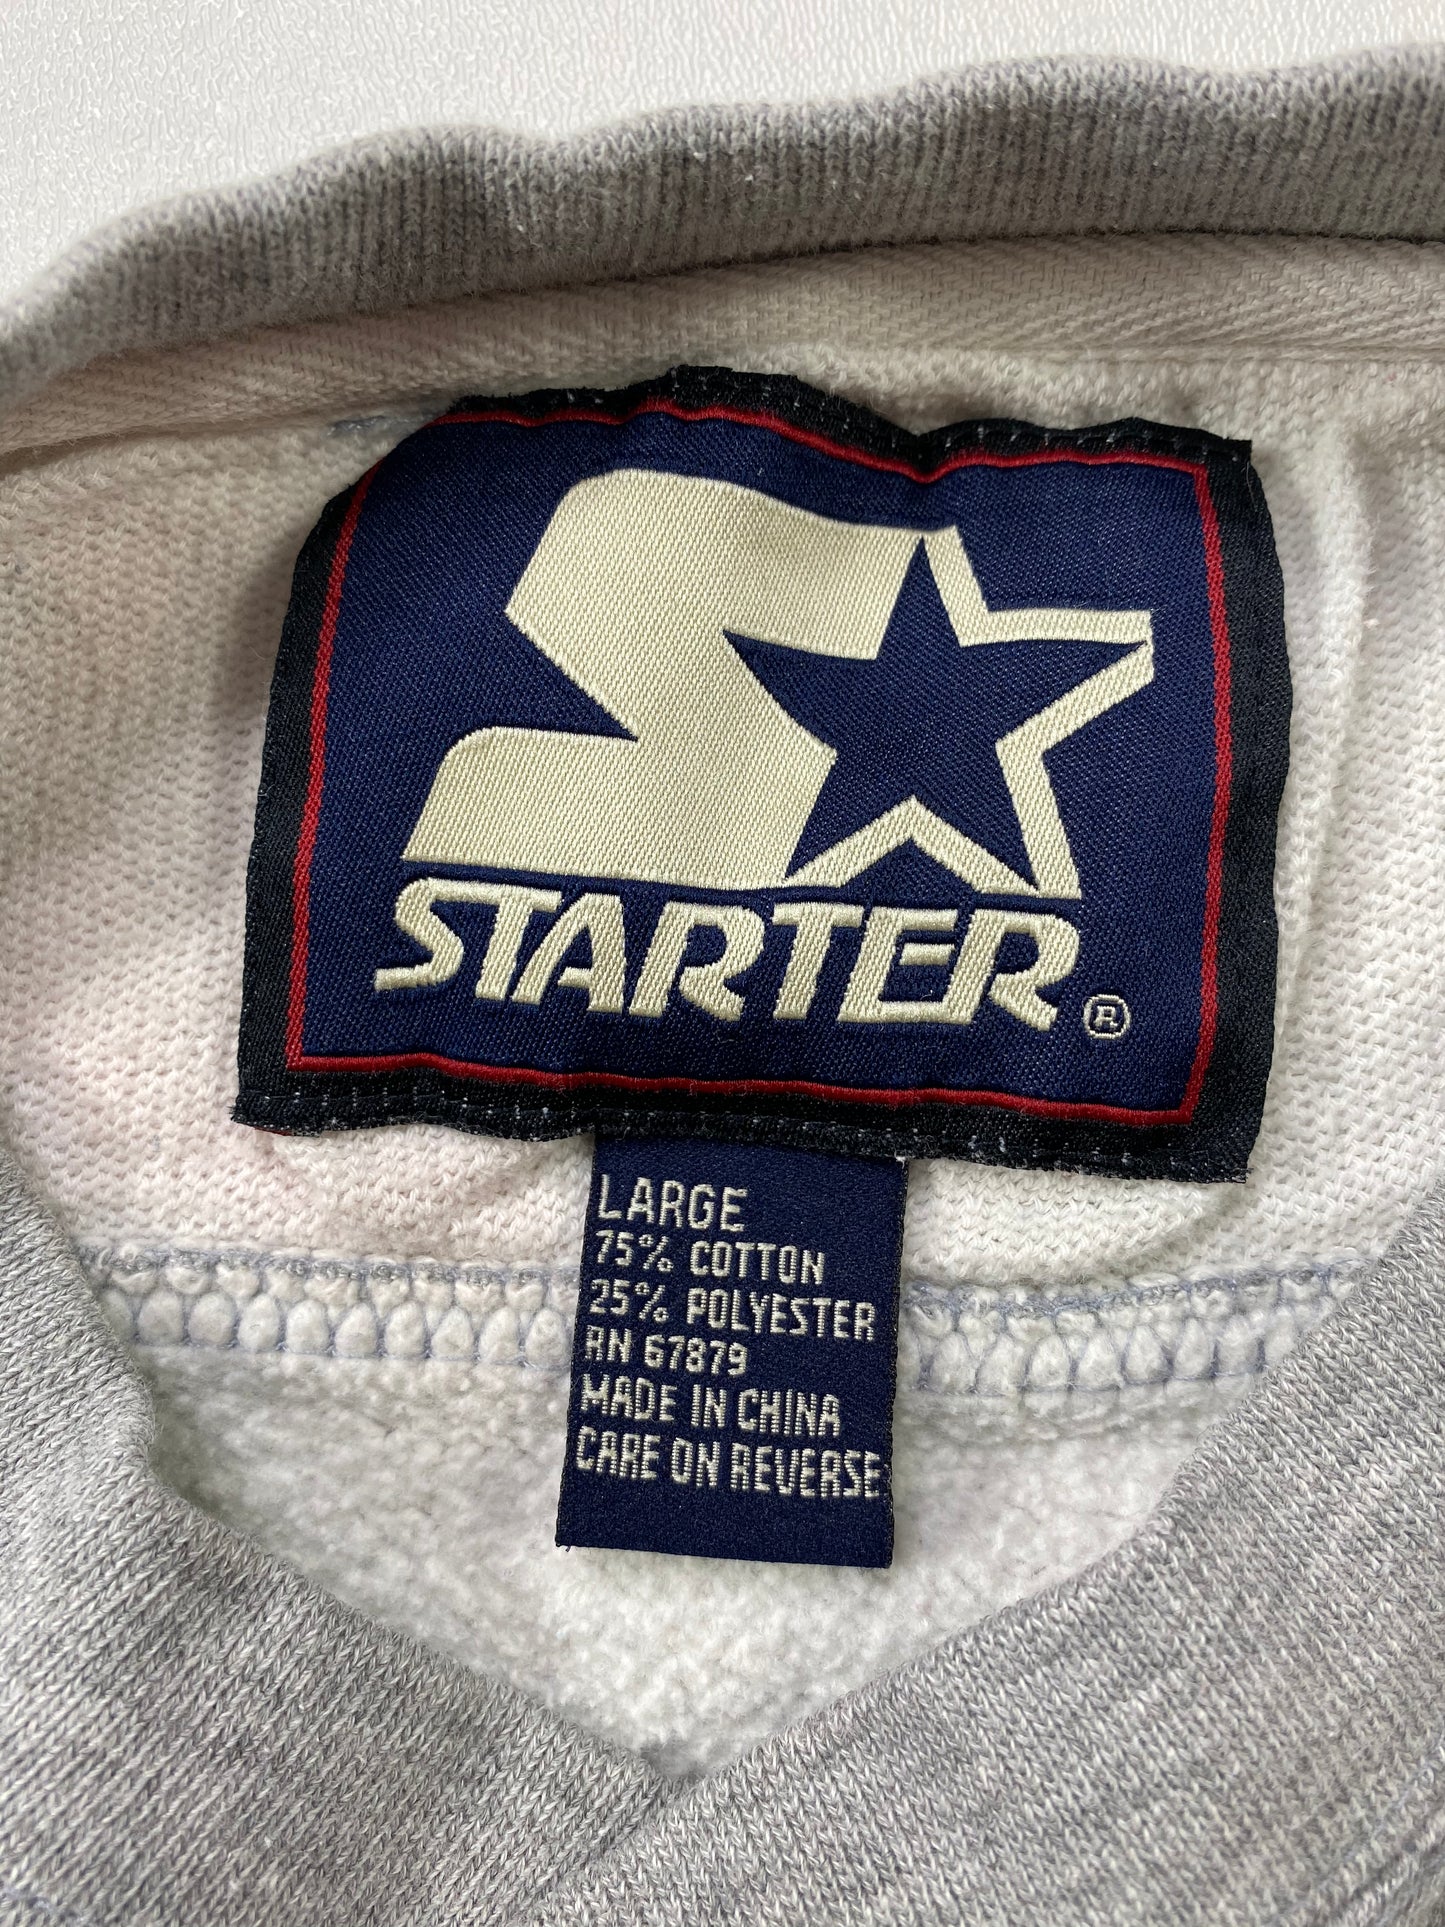 STARTER ®
LARGE
75% COTTON
25% POLYESTER
RN 67879
MADE IN CHINA
CARE ON REVERSE